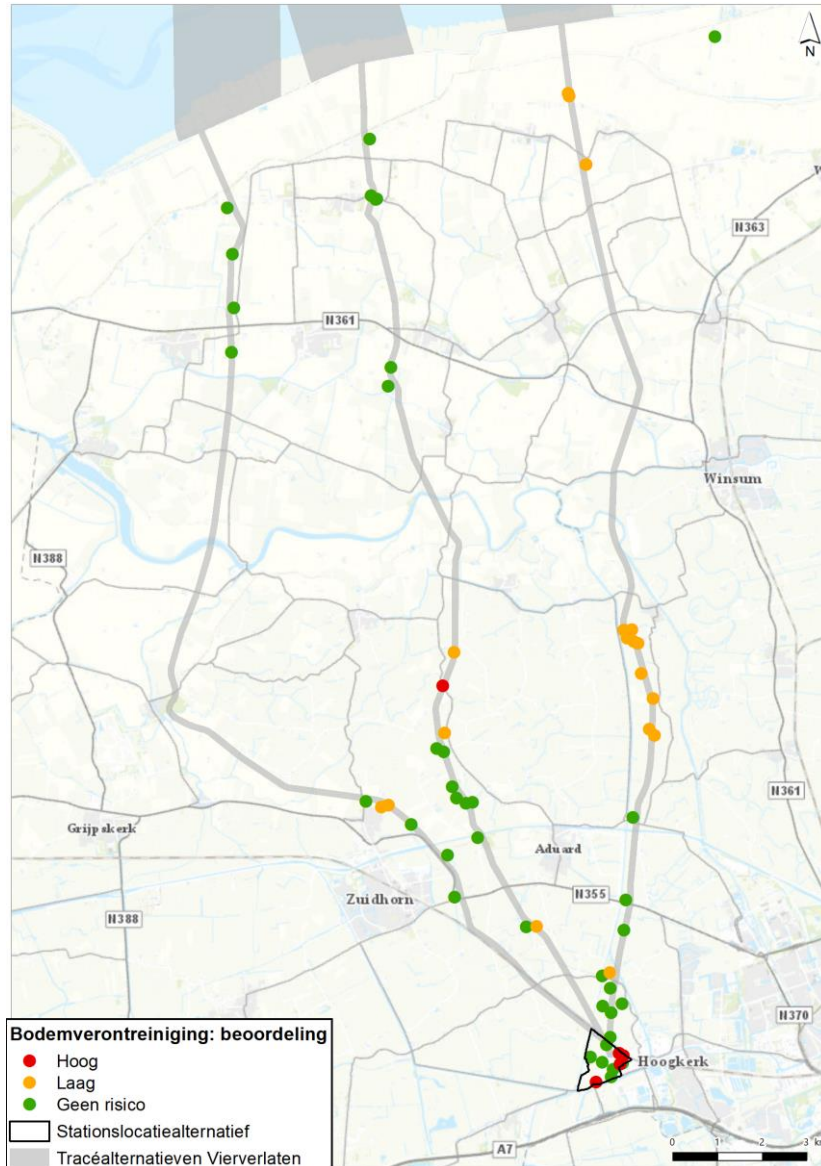 N
N363
N361
Winsum
N388
N361
Grijpskerk
Aduard
N355
Zuidhorn
N388
N370
Bodemverontreiniging: beoordeling
Hoog
Laag
Geen risico
Stationslocatiealternatief
Tracéalternatieven Vierverlaten
Hoogkerk
A7
0 1 2 3